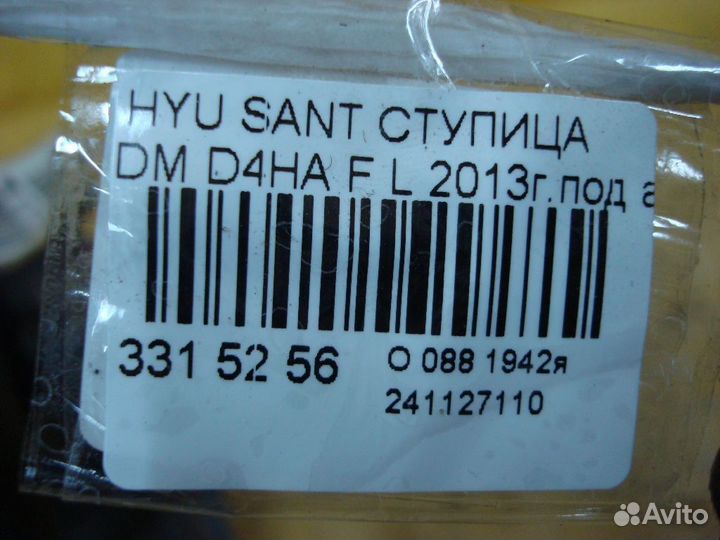 HYU SANT СТУПИЦА
DM D4HA F L 2013г.под а
331 52 56
О 088 1942я
241127110
Avito